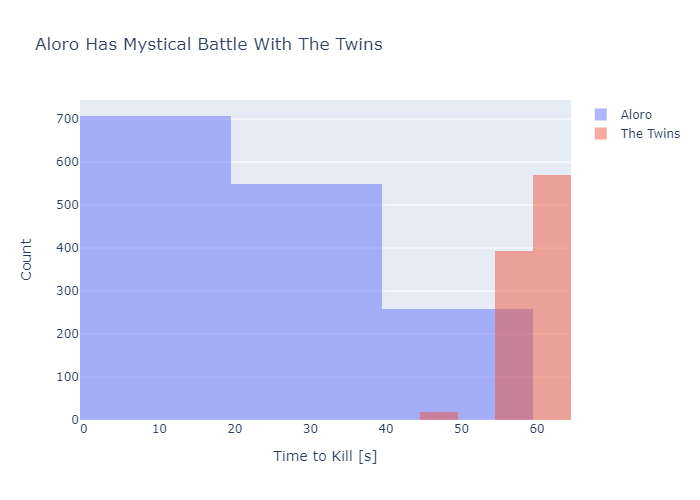 Aloro Has Mystical Battle With The Twins
Aloro
The Twins
Count
700
600
500
400
300
200
100
0
0 10 20 30 40 50 60
Time to Kill [s]